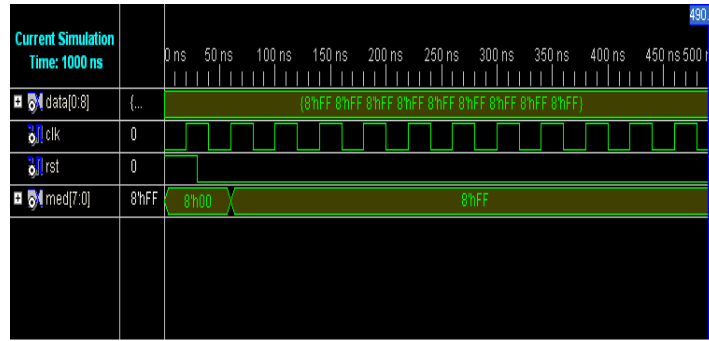 490.
Current Simulation
Time: 1000 ns
0 ns 50 ns 100 ns 150 ns 200 ns 250 ns 300 ns 350 ns 400 ns 450 ns 500 n
data[0:8] {... {8'hFF 8'hFF 8'hFF 8'hFF 8'hFF 8'hFF 8'hFF 8'hFF 8'hFF}
clk 0
rst 0
med[7:0] 8'hFF 8'h00 8'hFF